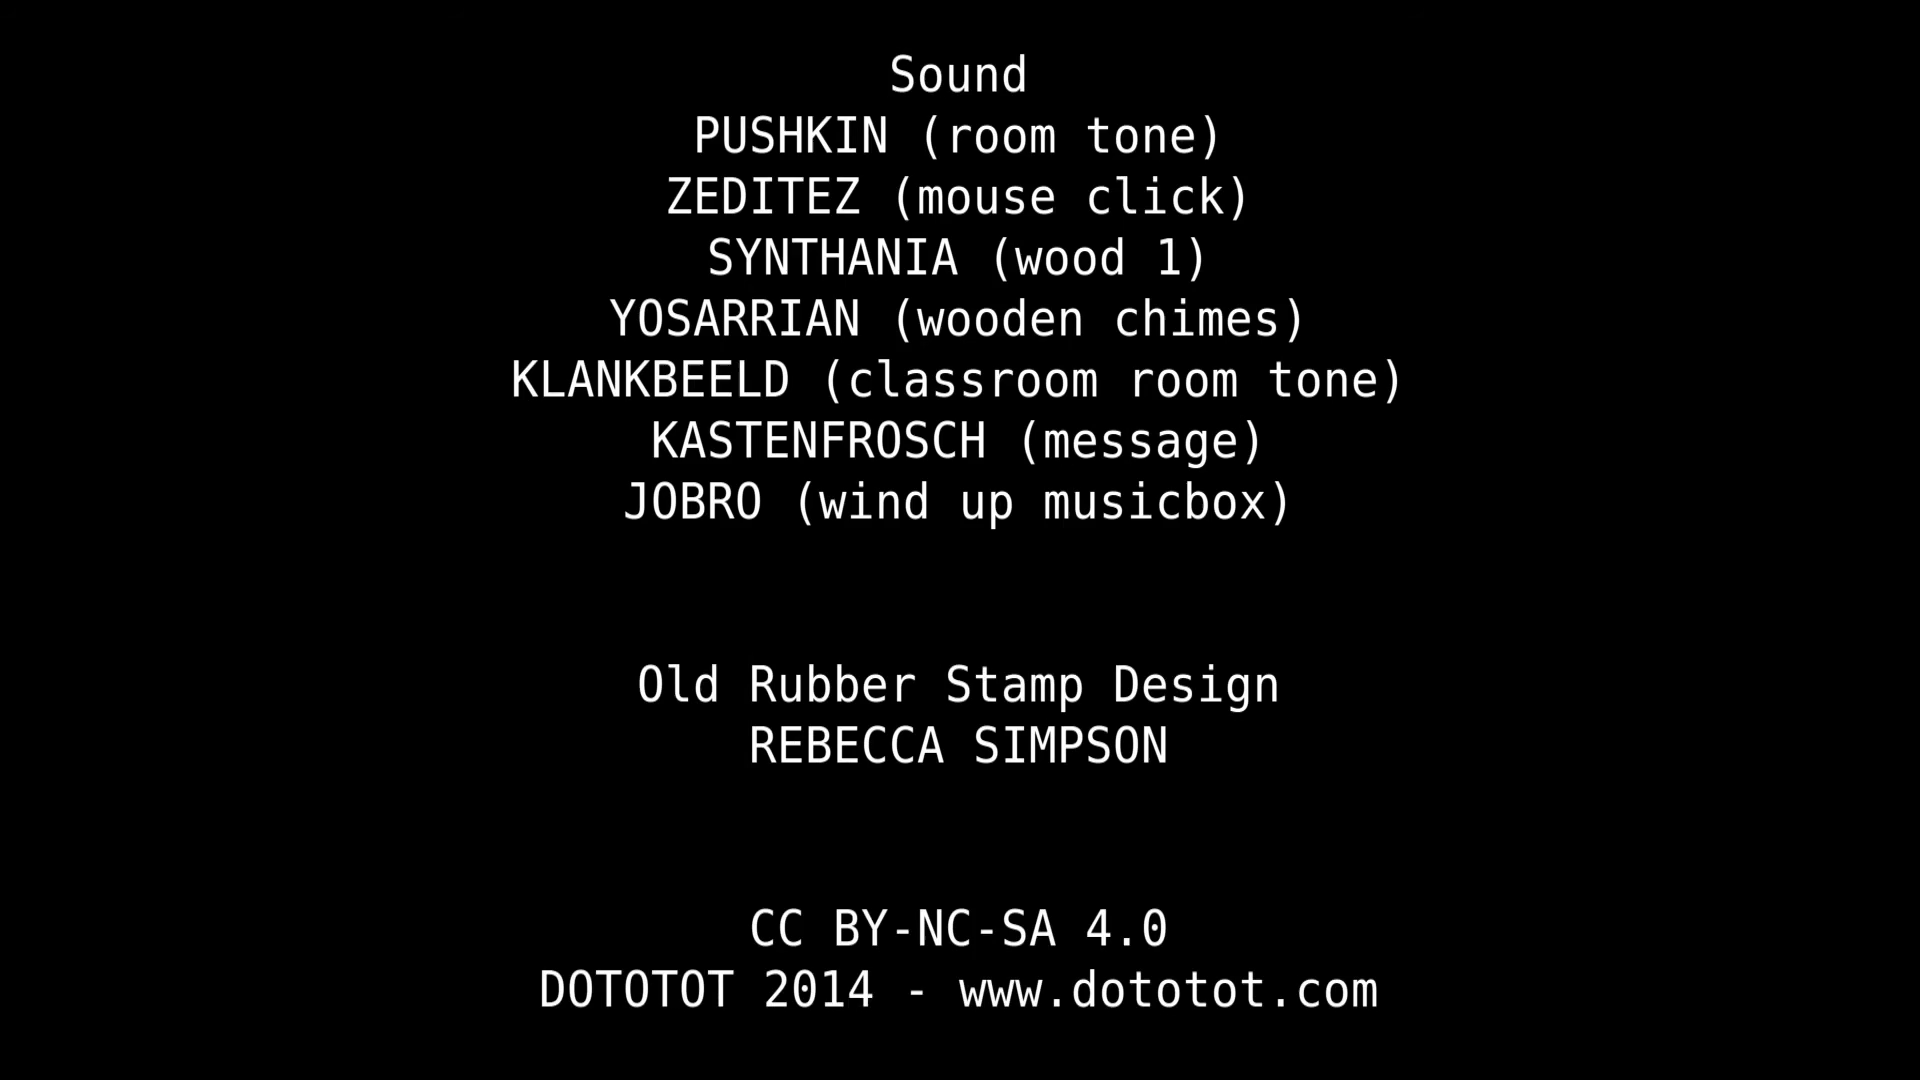 Sound
PUSHKIN (room tone)
ZEDITEZ (mouse click)
SYNTHANIA (wood 1)
YOSARRIAN (wooden chimes)
KLANKBEELD (classroom room tone)
KASTENFROSCH (message)
JOBRO (wind up musicbox)
Old Rubber Stamp Design
REBECCA SIMPSON
CC BY-NC-SA 4.0
DOTOTOT 2014 - www.dototot.com